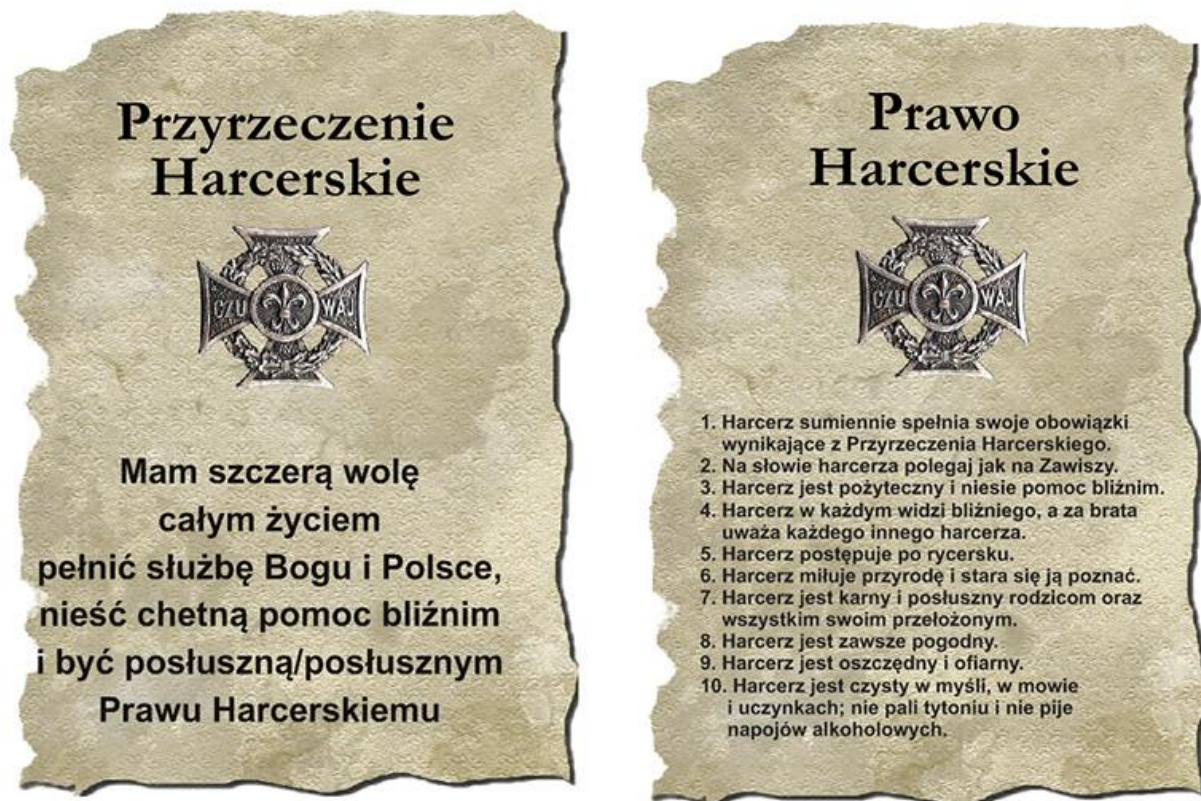 Przyrzeczenie
Harcerskie
CZU WAJ
Mam szczerą wolę
całym życiem
pełnić służbę Bogu i Polsce,
nieść chetną pomoc bliźnim
i być posłuszną/posłusznym
Prawu Harcerskiemu
Prawo
Harcerskie
CZU WAJ
1. Harcerz sumiennie spełnia swoje obowiązki
wynikające z Przyrzeczenia Harcerskiego.
2. Na słowie harcerza polegaj jak na Zawiszy.
3. Harcerz jest pożyteczny i niesie pomoc bliźnim.
4. Harcerz w każdym widzi bliźniego, a za brata
uważa każdego innego harcerza.
5. Harcerz postępuje po rycersku.
6. Harcerz miłuje przyrodę i stara się ją poznać.
7. Harcerz jest karny i posłuszny rodzicom oraz
wszystkim swoim przełożonym.
8. Harcerz jest zawsze pogodny.
9. Harcerz jest oszczędny i ofiarny.
10. Harcerz jest czysty w myśli, w mowie
i uczynkach; nie pali tytoniu i nie pije
napojów alkoholowych.